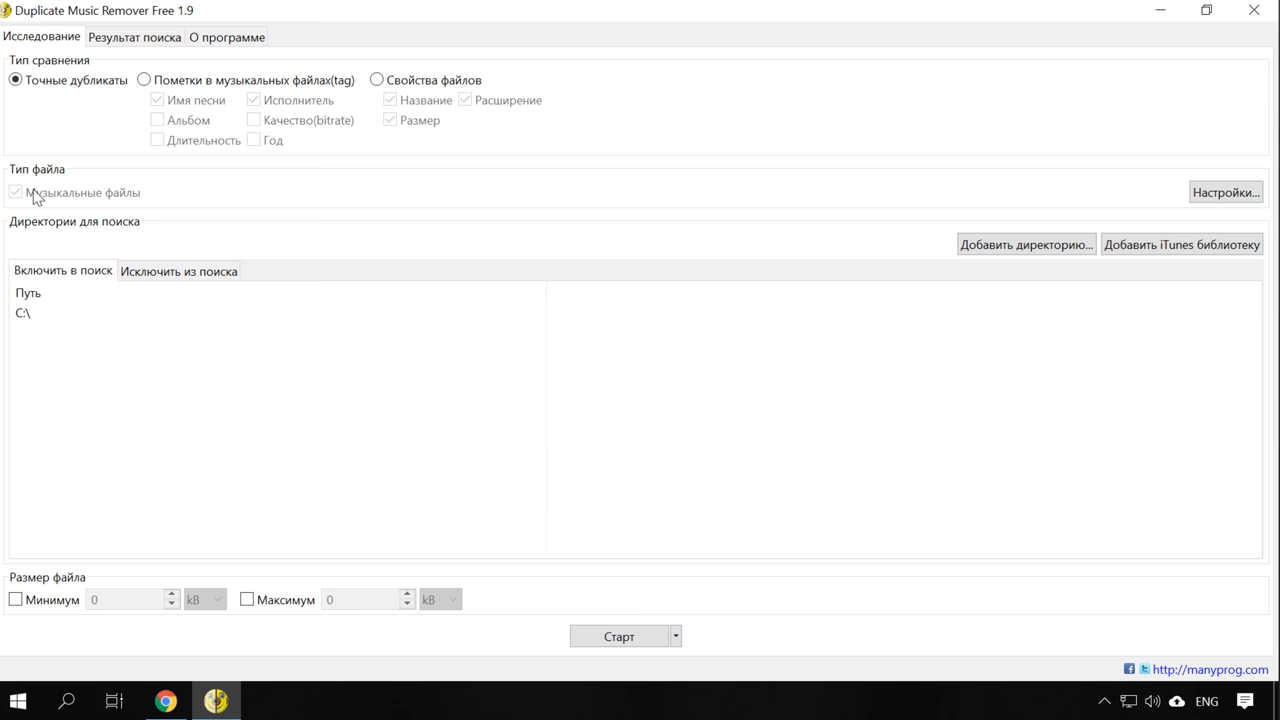 Duplicate Music Remover Free 1.9
Исследование Результат поиска О программе
Тип сравнения
Точные дубликаты Пометки в музыкальных файлах(tag) Свойства файлов
Имя песни Исполнитель Название Расширение
Альбом Качество(bitrate) Размер
Длительность Год
Тип файла
Музыкальные файлы Настройки...
Директории для поиска
Добавить директорию... Добавить iTunes библиотеку
Включить в поиск Исключить из поиска
Путь
C:\
Размер файла
Минимум 0 kB Максимум 0 kB
Старт
http://manyprog.com
ENG